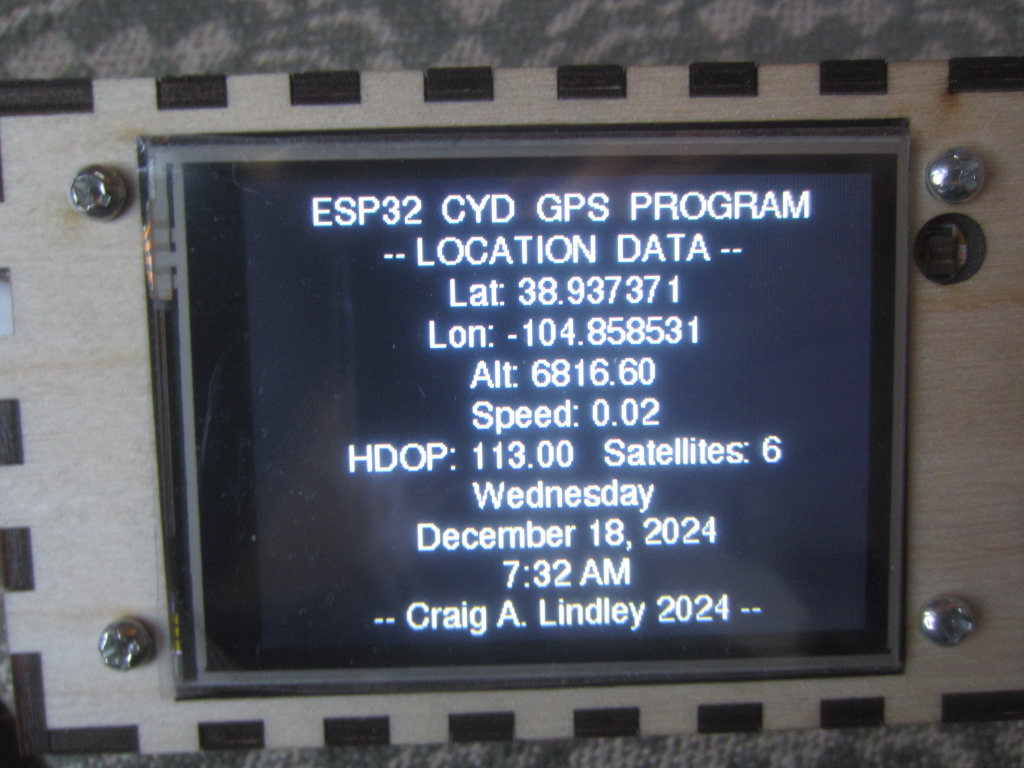 ESP32 CYD GPS PROGRAM
-- LOCATION DATA --
Lat: 38.937371
Lon: -104.858531
Alt: 6816.60
Speed: 0.02
HDOP: 113.00 Satellites: 6
Wednesday
December 18, 2024
7:32 AM
-- Craig A. Lindley 2024 --